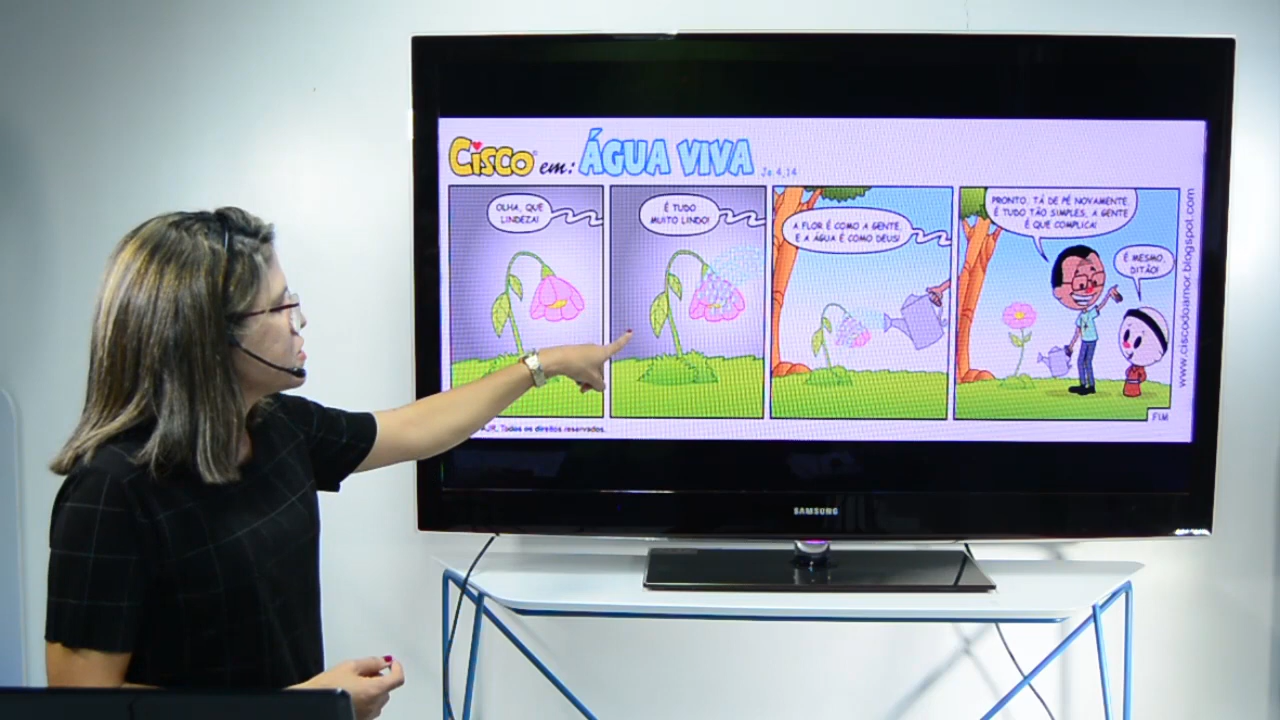 Cisco em: ÁGUA VIVA Jo. 4,14
OLHA, QUE
LINDEZA!
É TUDO
MUITO LINDO!
A FLOR É COMO A GENTE,
E A ÁGUA É COMO DEUS!
PRONTO, TÁ DE PÉ NOVAMENTE,
É TUDO TÃO SIMPLES, A GENTE
É QUE COMPLICA!
É MESMO,
DITÃO!
FIM
www.ciscodoamor.blogspot.com
Todos os direitos reservados.
SAMSUNG